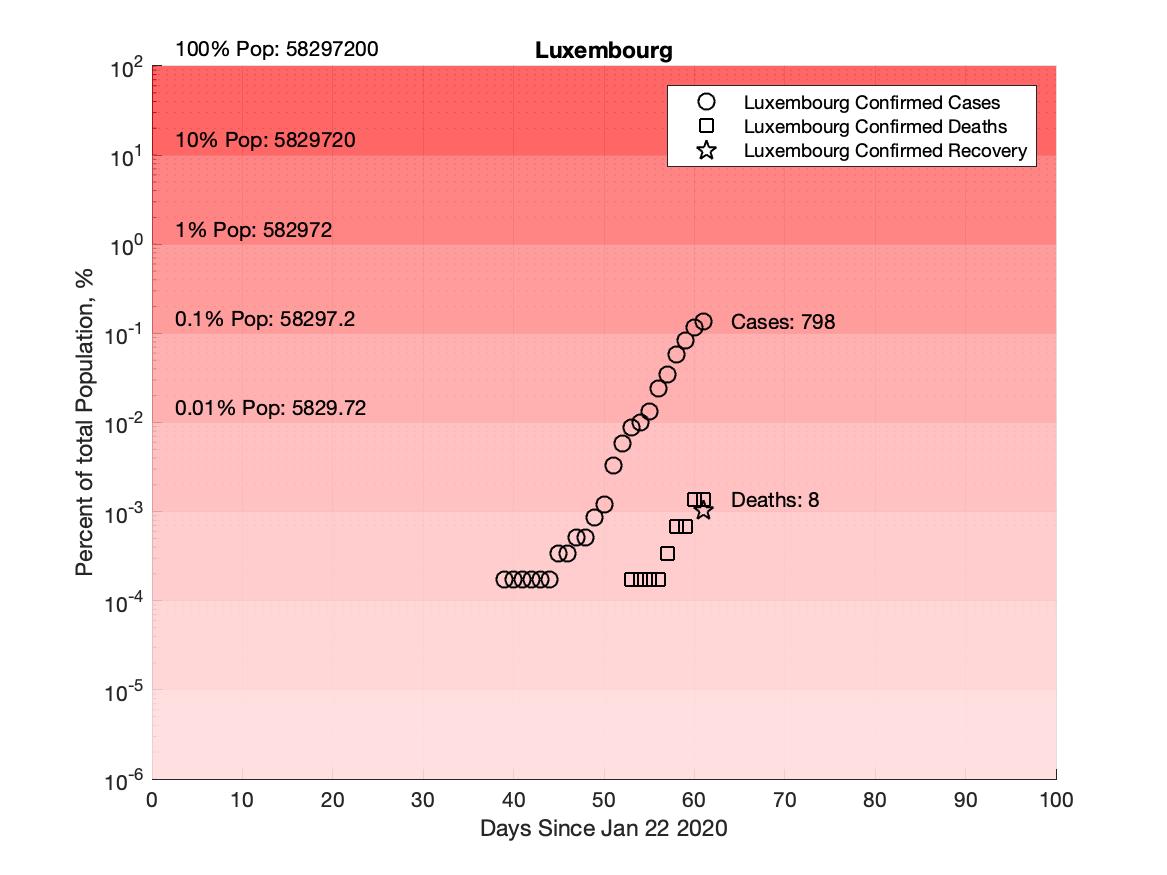 100% Pop: 58297200
Luxembourg
10^2
10% Pop: 5829720
10^1
1% Pop: 582972
10^0
0.1% Pop: 58297.2
10^-1
0.01% Pop: 5829.72
10^-2
10^-3
10^-4
10^-5
10^-6
Luxembourg Confirmed Cases
Luxembourg Confirmed Deaths
Luxembourg Confirmed Recovery
Cases: 798
Deaths: 8
Percent of total Population, %
0 10 20 30 40 50 60 70 80 90 100
Days Since Jan 22 2020